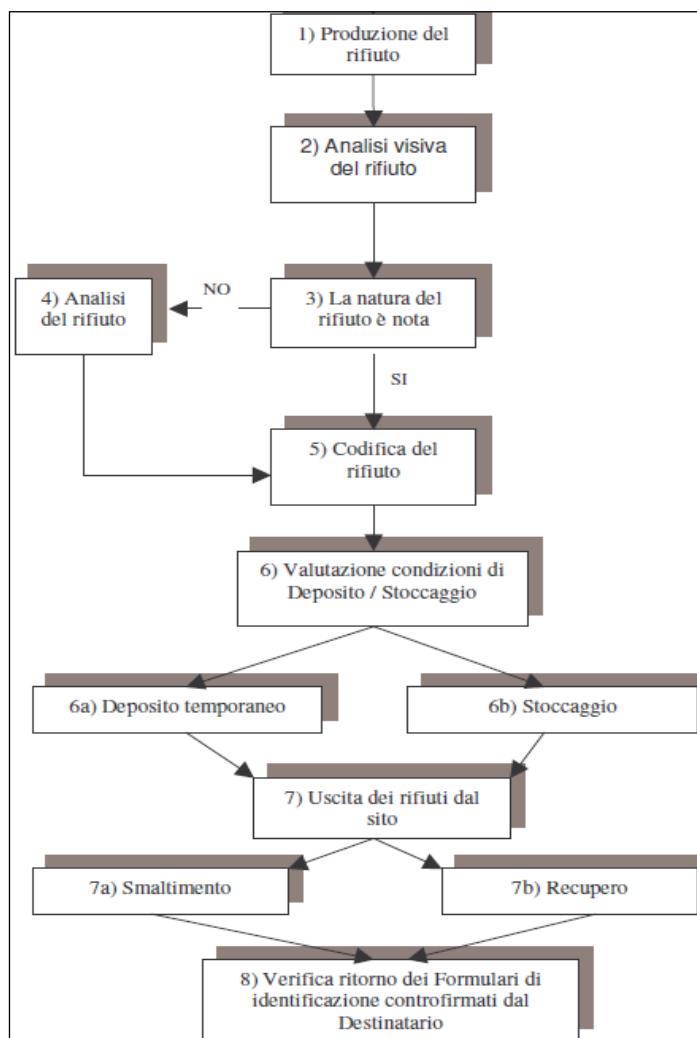 1) Produzione del
rifiuto
2) Analisi visiva
del rifiuto
NO
4) Analisi
del rifiuto
3) La natura del
rifiuto è nota
SI
5) Codifica del
rifiuto
6) Valutazione condizioni di
Deposito / Stoccaggio
6a) Deposito temporaneo
6b) Stoccaggio
7) Uscita dei rifiuti dal
sito
7a) Smaltimento
7b) Recupero
8) Verifica ritorno dei Formulari di
identificazione controfirmati dal
Destinatario